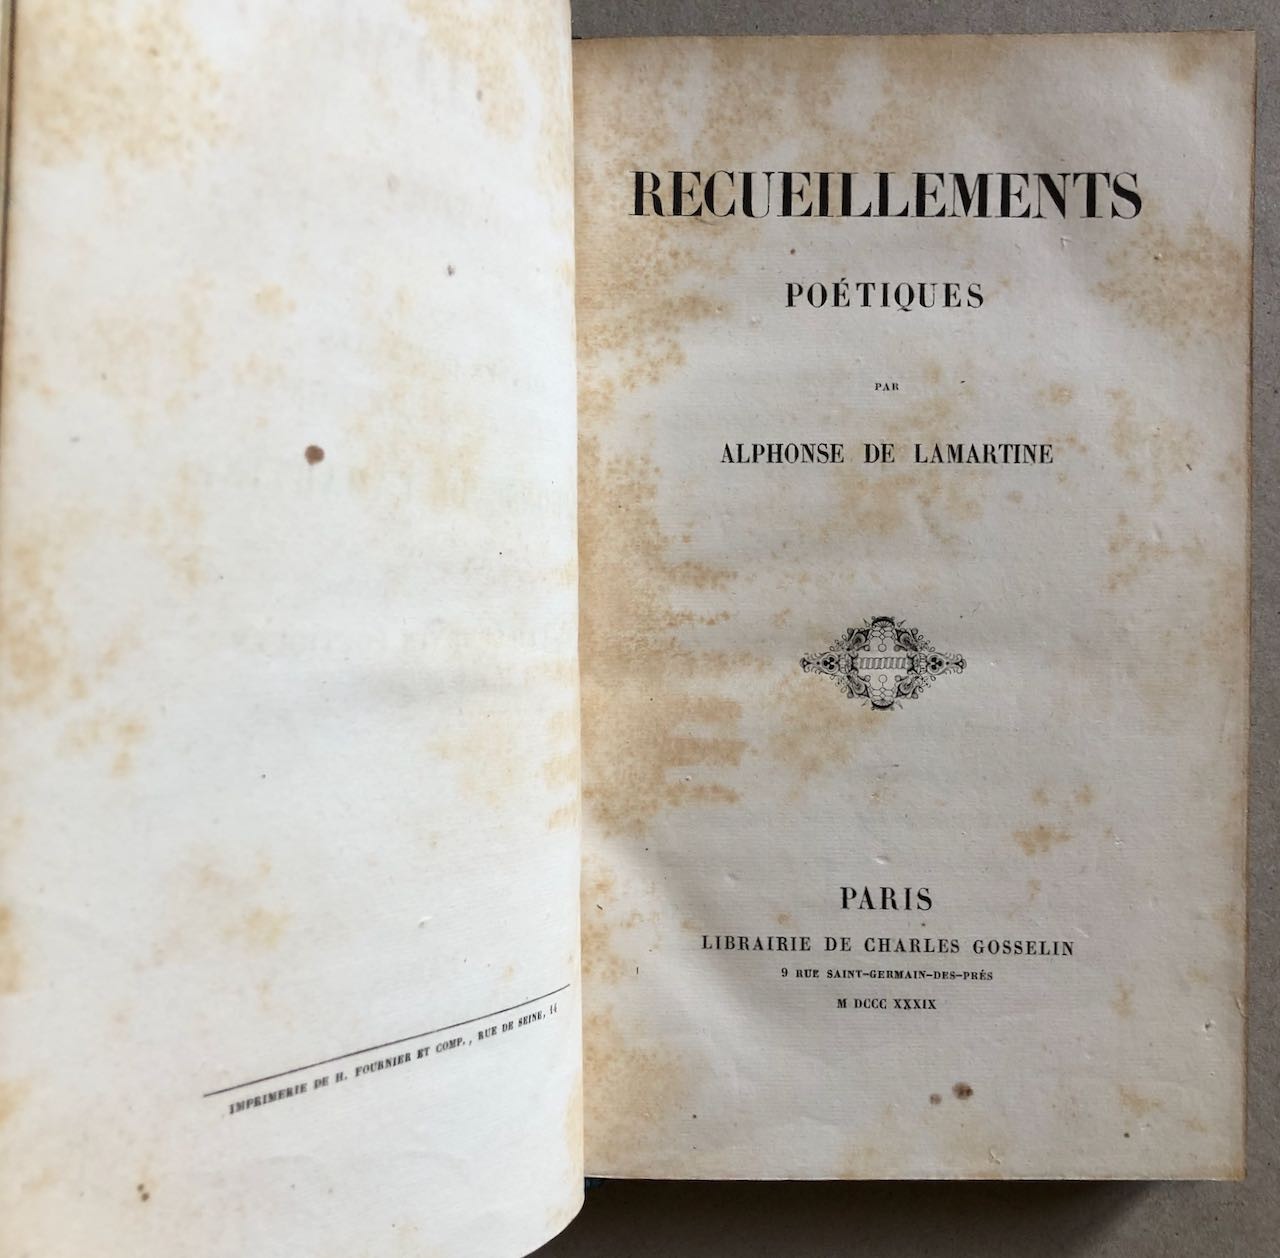 IMPRIMERIE DE H. FOURNIER ET COMP., RUE DE SEINE, 14
RECUEILLEMENTS
POÉTIQUES
PAR
ALPHONSE DE LAMARTINE
PARIS
LIBRAIRIE DE CHARLES GOSSELIN
9 RUE SAINT-GERMAIN-DES-PRÉS
M DCCC XXXIX